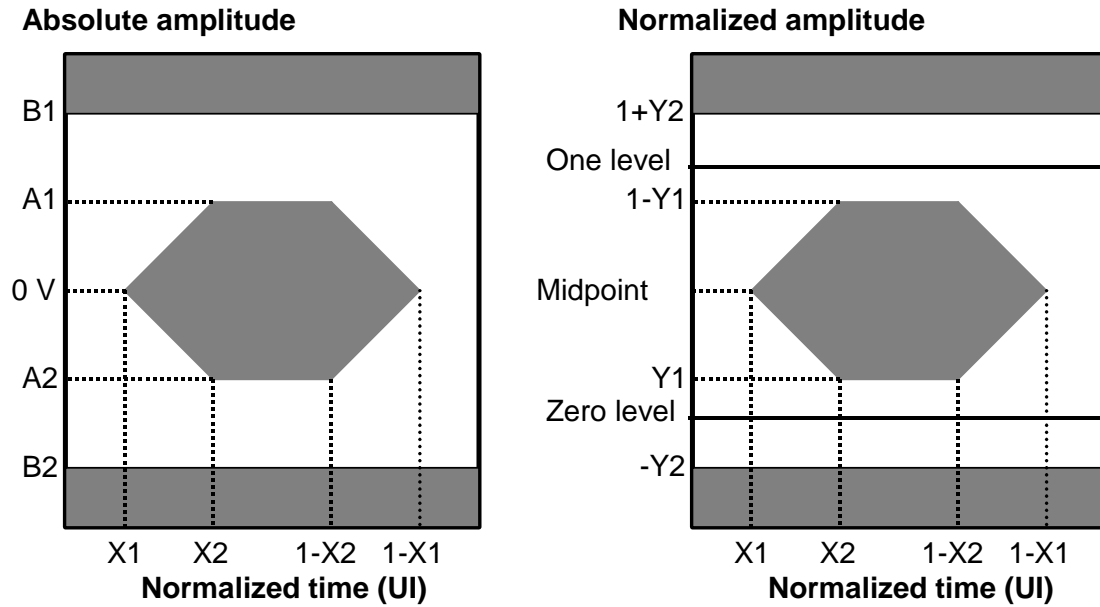 Absolute amplitude
B1
A1
0 V
A2
B2
X1 X2 1-X2 1-X1
Normalized time (UI)
Normalized amplitude
1+Y2
One level
1-Y1
Midpoint
Y1
Zero level
-Y2
X1 X2 1-X2 1-X1
Normalized time (UI)